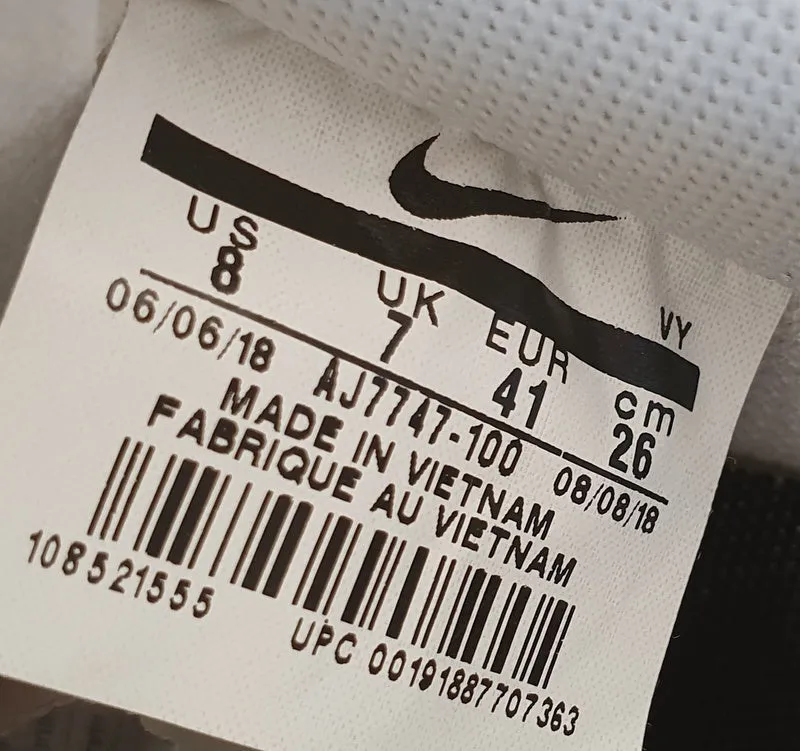 VY
US UK EUR cm
8 7 41 26
06/06/18 AJ7747-100 08/08/18
MADE IN VIETNAM
FABRIQUE AU VIETNAM
108521555
UPC 00191887707363